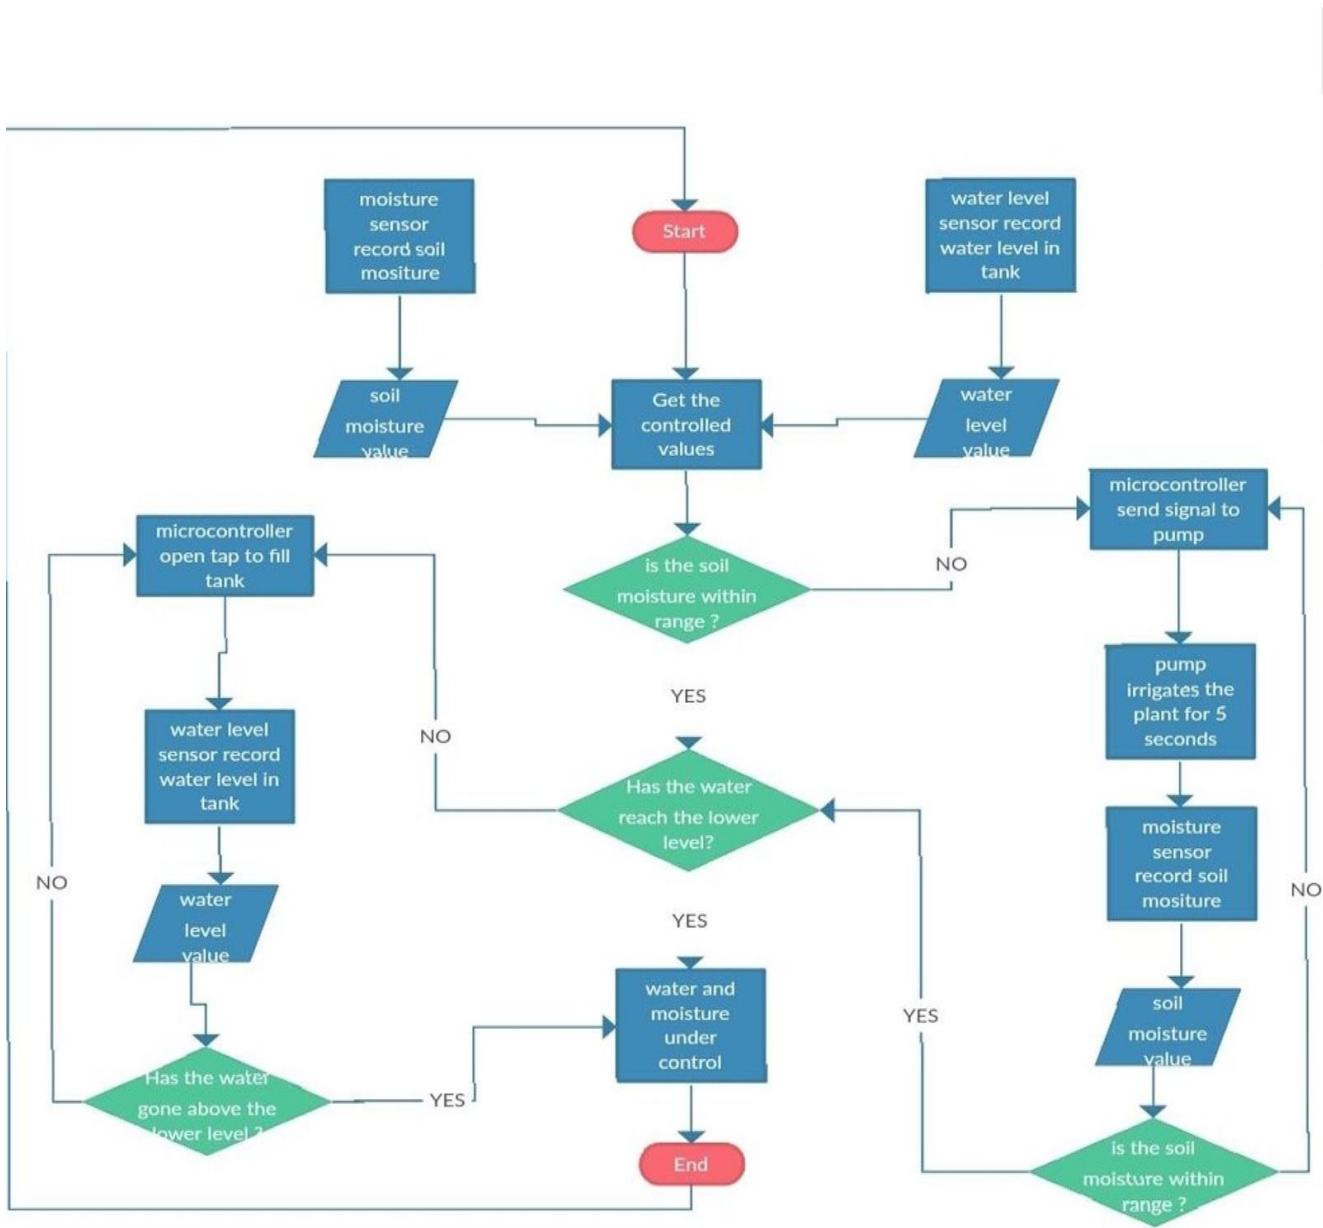 moisture
sensor
record soil
mositure
Start
water level
sensor record
water level in
tank
soil
moisture
value
Get the
controlled
values
water
level
value
microcontroller
send signal to
pump
microcontroller
open tap to fill
tank
is the soil
moisture within
range ?
NO
pump
irrigates the
plant for 5
seconds
YES
water level
sensor record
water level in
tank
NO
Has the water
reach the lower
level?
moisture
sensor
record soil
mositure
NO
NO
water
level
value
YES
water and
moisture
under
control
YES
soil
moisture
value
Has the water
gone above the
lower level ?
YES
End
is the soil
moisture within
range ?